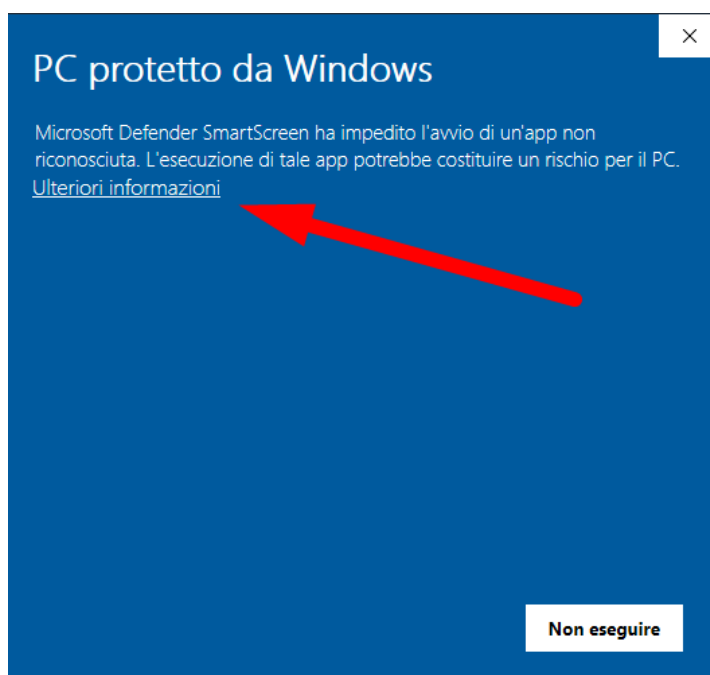 PC protetto da Windows
Microsoft Defender SmartScreen ha impedito l'avvio di un'app non
riconosciuta. L'esecuzione di tale app potrebbe costituire un rischio per il PC.
Ulteriori informazioni
Non eseguire